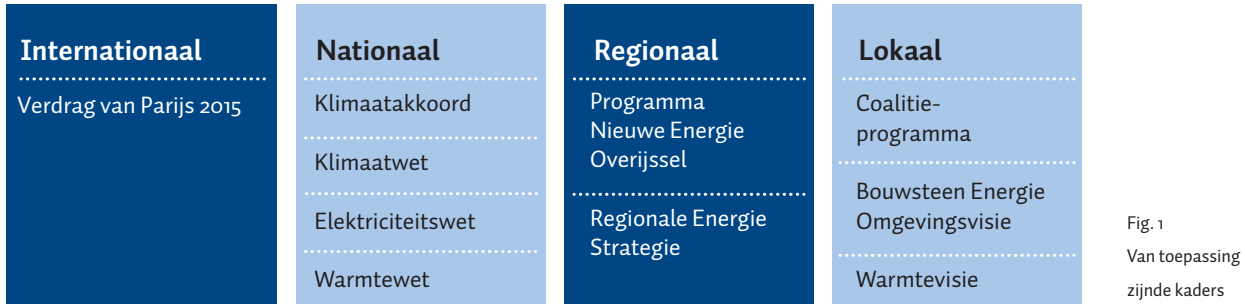 Internationaal
Verdrag van Parijs 2015
Nationaal
Klimaatakkoord
Klimaatwet
Elektriciteitswet
Warmtewet
Regionaal
Programma
Nieuwe Energie
Overijssel
Regionale Energie
Strategie
Lokaal
Coalitie-
programma
Bouwsteen Energie
Omgevingsvisie
Warmtevisie
Fig. 1
Van toepassing
zijnde kaders